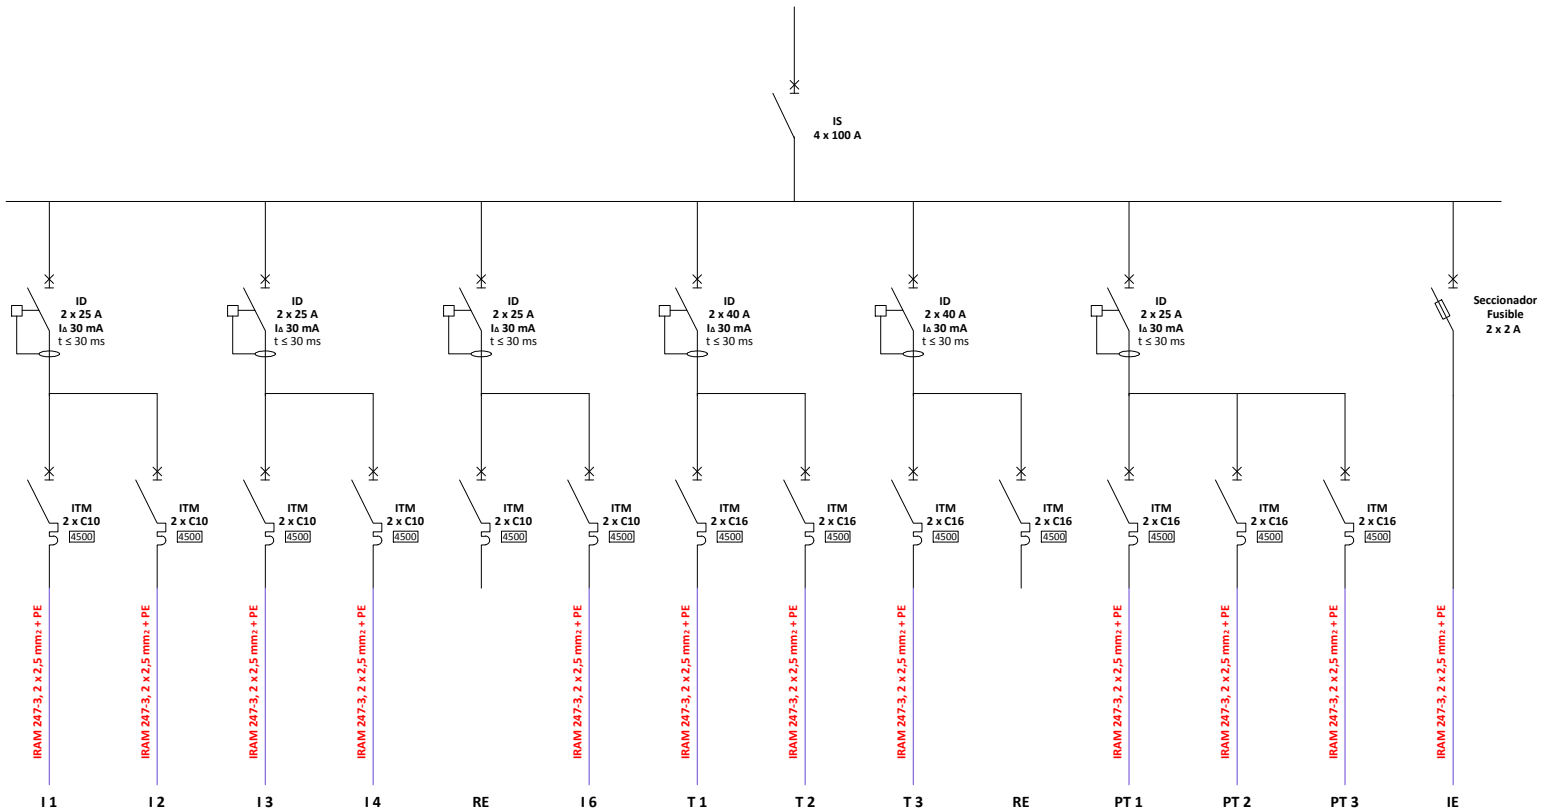 IS
4 x 100 A
ID
2 x 25 A
I∆ 30 mA
t ≤ 30 ms
ID
2 x 25 A
I∆ 30 mA
t ≤ 30 ms
ID
2 x 25 A
I∆ 30 mA
t ≤ 30 ms
ID
2 x 40 A
I∆ 30 mA
t ≤ 30 ms
ID
2 x 40 A
I∆ 30 mA
t ≤ 30 ms
ID
2 x 25 A
I∆ 30 mA
t ≤ 30 ms
Seccionador
Fusible
2 x 2 A
ITM
2 x C10
4500
ITM
2 x C10
4500
ITM
2 x C10
4500
ITM
2 x C10
4500
ITM
2 x C10
4500
ITM
2 x C10
4500
ITM
2 x C16
4500
ITM
2 x C16
4500
ITM
2 x C16
4500
ITM
2 x C16
4500
ITM
2 x C16
4500
ITM
2 x C16
4500
ITM
2 x C16
4500
IRAM 247-3, 2 x 2,5 mm₂ + PE
IRAM 247-3, 2 x 2,5 mm₂ + PE
IRAM 247-3, 2 x 2,5 mm₂ + PE
IRAM 247-3, 2 x 2,5 mm₂ + PE
IRAM 247-3, 2 x 2,5 mm₂ + PE
IRAM 247-3, 2 x 2,5 mm₂ + PE
IRAM 247-3, 2 x 2,5 mm₂ + PE
IRAM 247-3, 2 x 2,5 mm₂ + PE
IRAM 247-3, 2 x 2,5 mm₂ + PE
IRAM 247-3, 2 x 2,5 mm₂ + PE
IRAM 247-3, 2 x 2,5 mm₂ + PE
IRAM 247-3, 2 x 2,5 mm₂ + PE
I 1
I 2
I 3
I 4
RE
I 6
T 1
T 2
T 3
RE
PT 1
PT 2
PT 3
IE